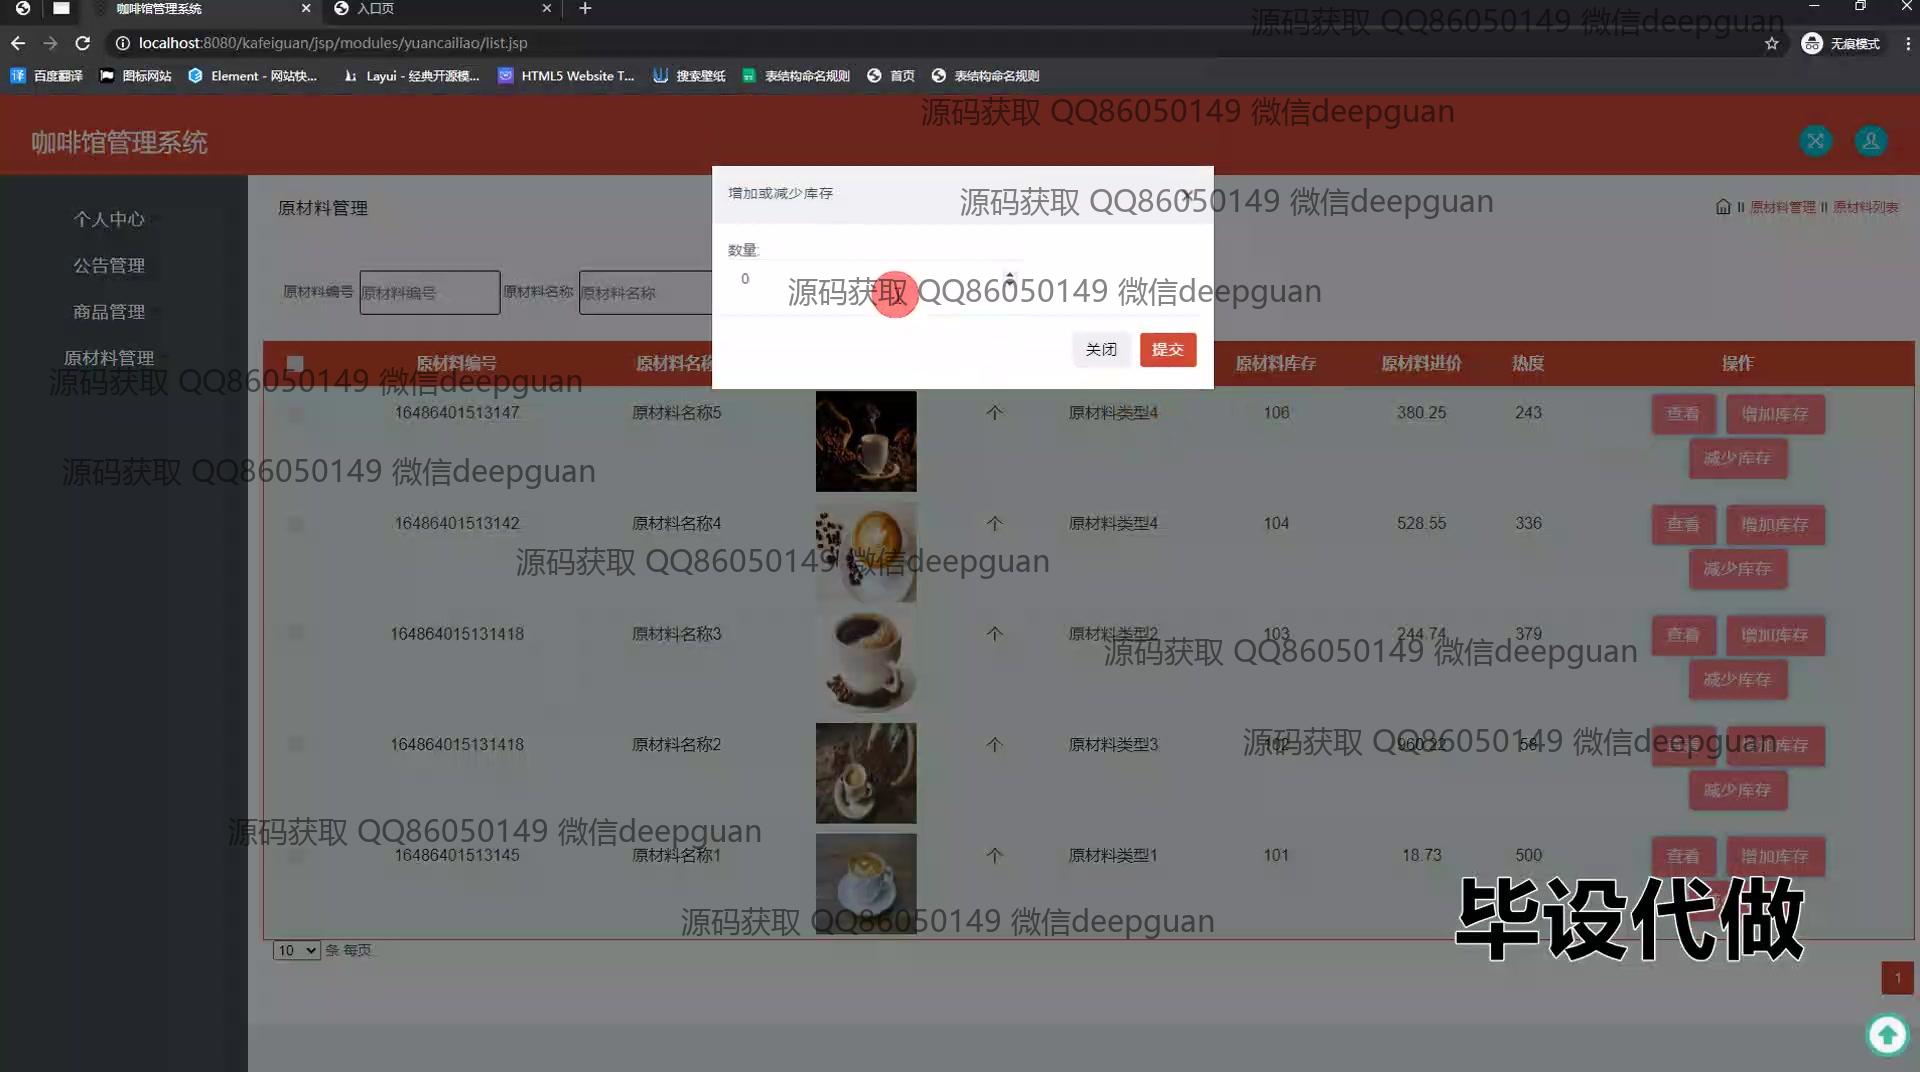 咖啡馆管理系统
入口页
localhost:8080/kafeiguan/jsp/modules/yuancailiao/list.jsp
无痕模式
百度翻译
图标网站
Element - 网站快...
Layui - 经典开源模...
HTML5 Website T...
搜索壁纸
表结构命名规则
首页
表结构命名规则
源码获取 QQ86050149 微信deepguan
源码获取 QQ86050149 微信deepguan
咖啡馆管理系统
个人中心
公告管理
商品管理
原材料管理
原材料管理
II 原材料管理 II 原材料列表
增加或减少库存
源码获取 QQ86050149 微信deepguan
数量:
0
源码获取 QQ86050149 微信deepguan
关闭
提交
原材料编号 原材料编号 原材料名称 原材料名称
原材料编号 原材料名称 原材料库存 原材料进价 热度 操作
源码获取 QQ86050149 微信deepguan
16486401513147 原材料名称5 个 原材料类型4 106 380.25 243 查看 增加库存
减少库存
源码获取 QQ86050149 微信deepguan
16486401513142 原材料名称4 个 原材料类型4 104 528.55 336 查看 增加库存
减少库存
源码获取 QQ86050149 微信deepguan
164864015131418 原材料名称3 个 原材料类型2 103 244.74 379 查看 增加库存
减少库存
源码获取 QQ86050149 微信deepguan
164864015131418 原材料名称2 个 原材料类型3 102 960.22 56 查看 增加库存
减少库存
源码获取 QQ86050149 微信deepguan
源码获取 QQ86050149 微信deepguan
16486401513145 原材料名称1 个 原材料类型1 101 18.73 500 查看 增加库存
源码获取 QQ86050149 微信deepguan
毕设代做
10 条 每页
1